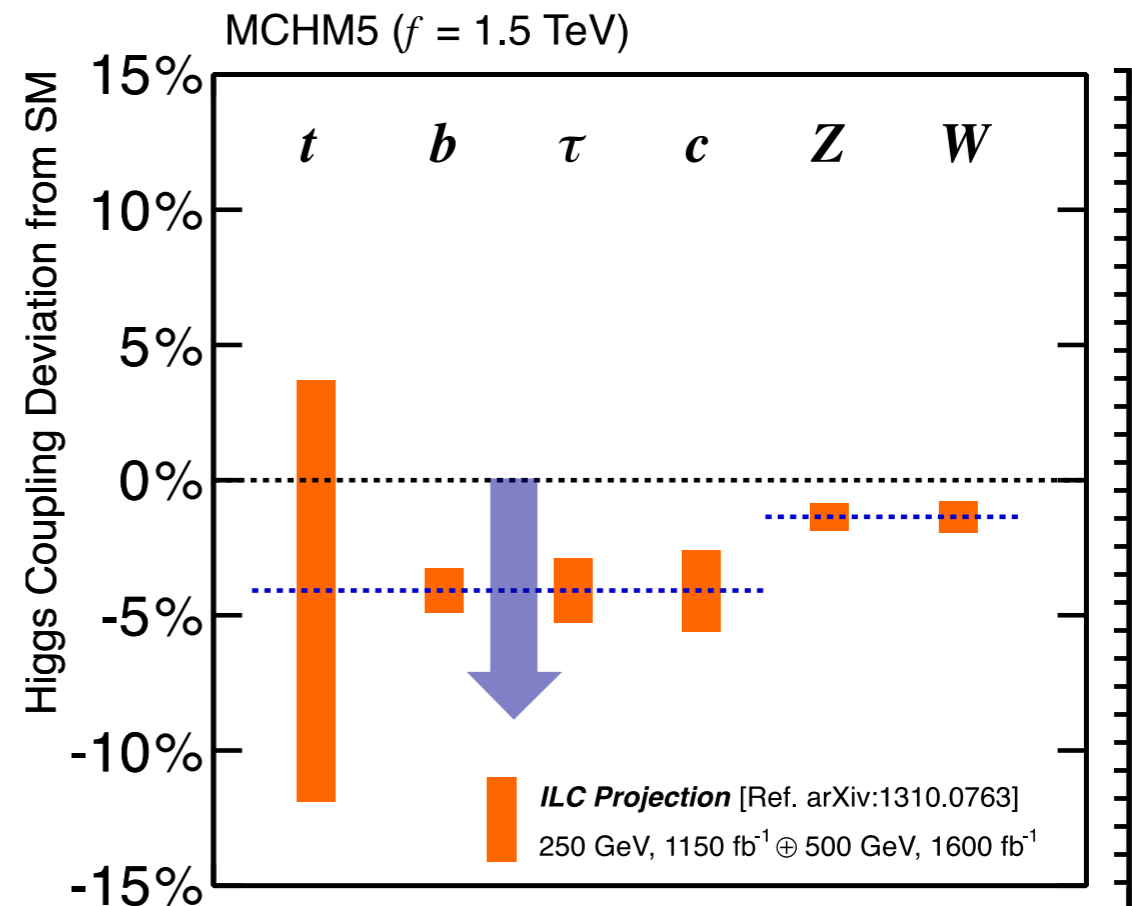 MCHM5 (f = 1.5 TeV)
Higgs Coupling Deviation from SM
15%
10%
5%
0%
-5%
-10%
-15%
t b τ c Z W
ILC Projection [Ref. arXiv:1310.0763]
250 GeV, 1150 fb⁻¹ ⊕ 500 GeV, 1600 fb⁻¹